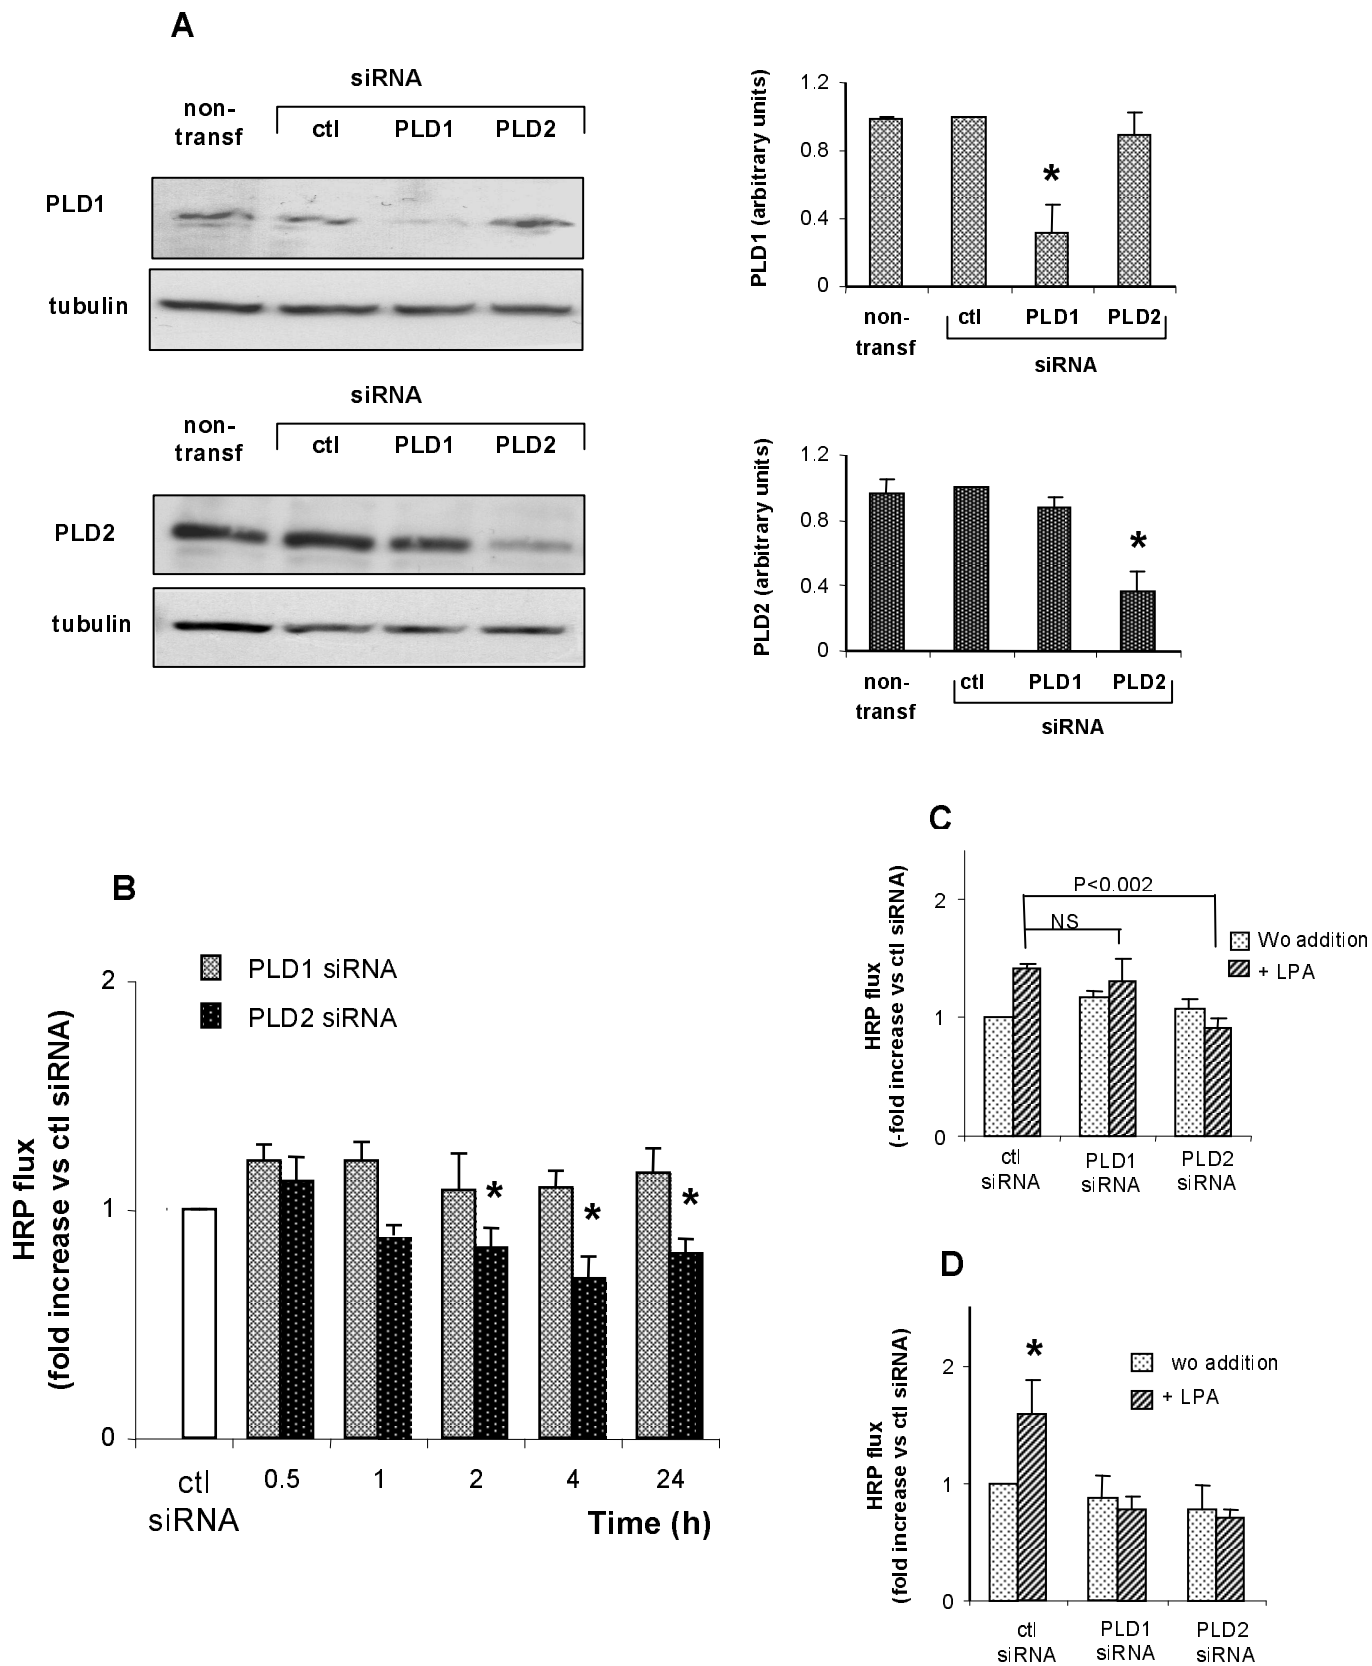 A
siRNA
non-
transf
ctl PLD1 PLD2
PLD1
tubulin
siRNA
non-
transf
ctl PLD1 PLD2
PLD2
tubulin
PLD1 (arbitrary units)
1.2
0.8
0.4
0
*
non-
transf
ctl PLD1 PLD2
siRNA
PLD2 (arbitrary units)
1.2
0.8
0.4
0
*
non-
transf
ctl PLD1 PLD2
siRNA
B
PLD1 siRNA
PLD2 siRNA
HRP flux
(fold increase vs ctl siRNA)
2
1
0
* * *
ctl
siRNA
0.5 1 2 4 24
Time (h)
C
HRP flux
(-fold increase vs ctl siRNA)
2
1
0
P<0.002
NS
Wo addition
+ LPA
ctl
siRNA
PLD1
siRNA
PLD2
siRNA
D
HRP flux
(fold increase vs ctl siRNA)
2
1
0
*
wo addition
+ LPA
ctl
siRNA
PLD1
siRNA
PLD2
siRNA